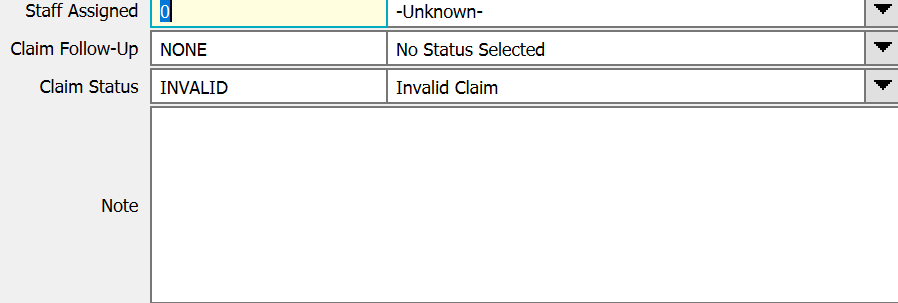 Staff Assigned 0 -Unknown-
Claim Follow-Up NONE No Status Selected
Claim Status INVALID Invalid Claim
Note